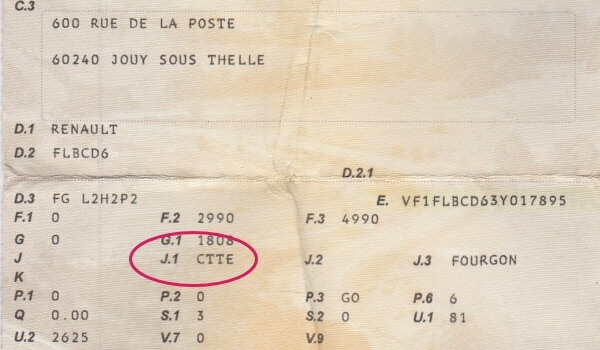 C.3
600 RUE DE LA POSTE
60240 JOUY SOUS THELLE
D.1 RENAULT
D.2 FLBCD6
D.2.1
D.3 FG L2H2P2 E. VF1FLBCD63Y017895
F.1 0 F.2 2990 F.3 4990
G 0 G.1 1808
J J.1 CTTE J.2 J.3 FOURGON
K
P.1 0 P.2 0 P.3 GO P.6 6
Q 0.00 S.1 3 S.2 0 U.1 81
U.2 2625 V.7 0 V.9